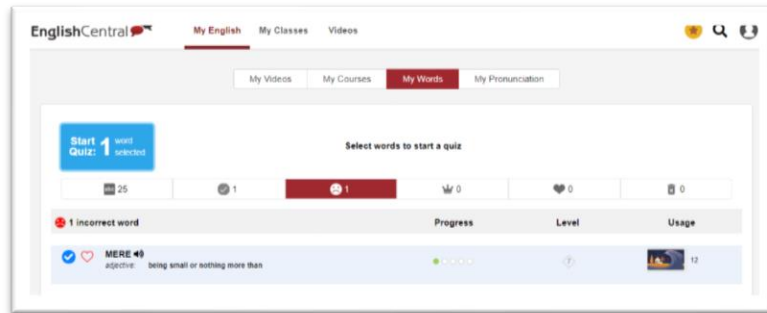 EnglishCentral
My English My Classes Videos
My Videos My Courses My Words My Pronunciation
Start Quiz: 1 word selected
Select words to start a quiz
25 1 1 0 0 0
1 incorrect word Progress Level Usage
MERE
adjective: being small or nothing more than
7 12